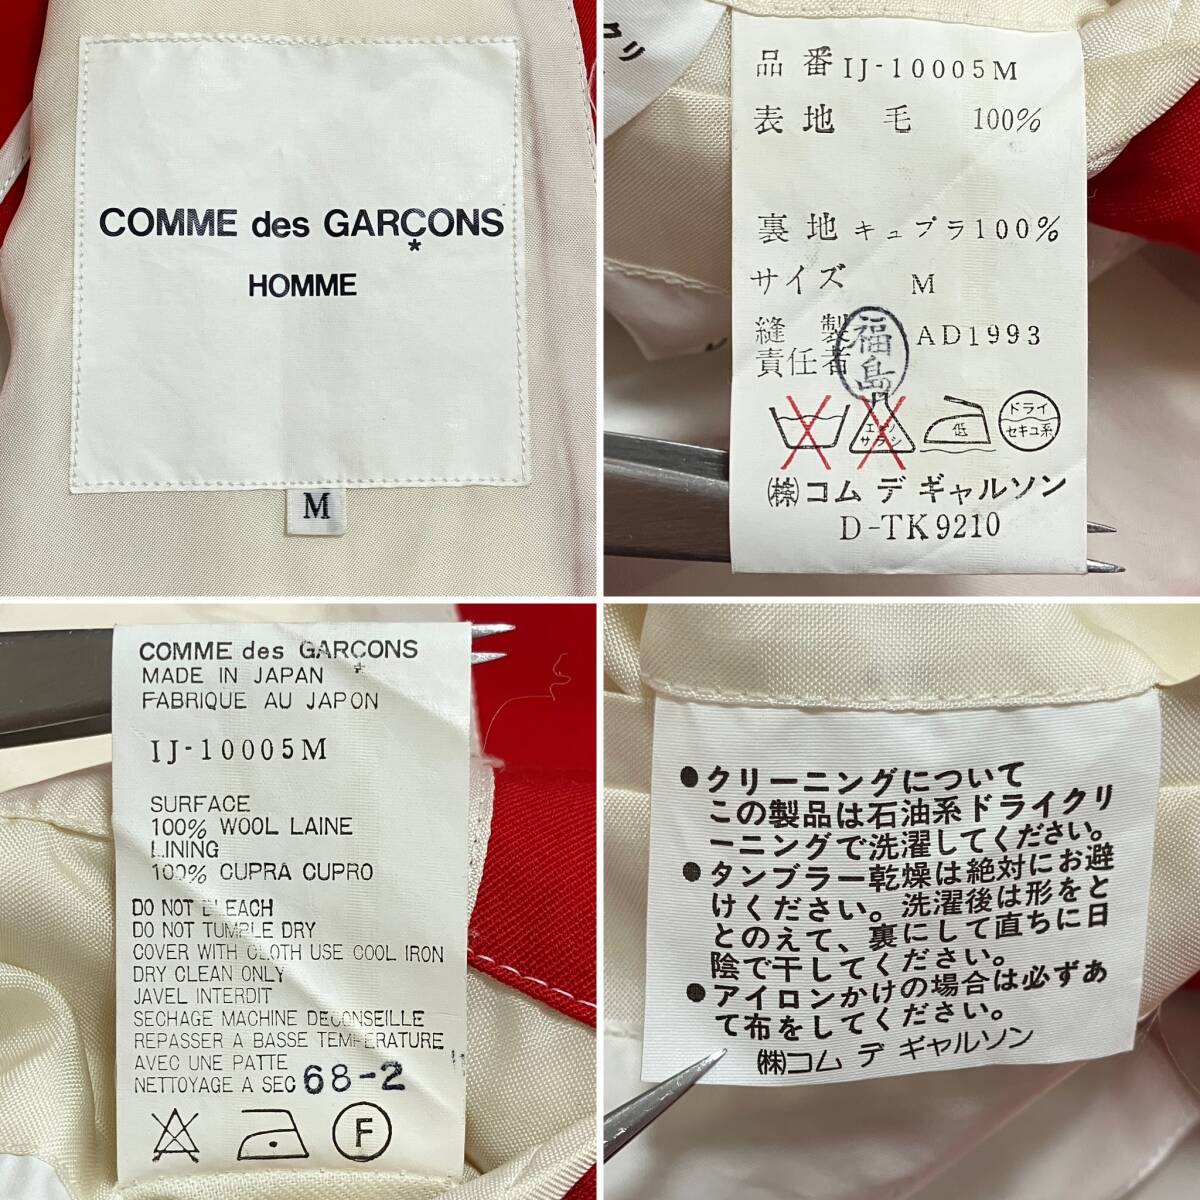 COMME des GARÇONS
*
HOMME
M
クリ
品番 IJ-10005M
表地 毛 100%
裏地 キュプラ100%
サイズ M
縫製 AD1993
責任者
福島
エンソ
サラシ
低
ドライ
セキユ系
㈱コム デ ギャルソン
D-TK9210
COMME des GARCONS
*
MADE IN JAPAN
FABRIQUE AU JAPON
IJ-10005M
SURFACE
100% WOOL LAINE
LINING
100% CUPRA CUPRO
DO NOT BLEACH
DO NOT TUMPLE DRY
COVER WITH CLOTH USE COOL IRON
DRY CLEAN ONLY
JAVEL INTERDIT
SECHAGE MACHINE DECONSEILLE
REPASSER A BASSE TEMPERATURE
AVEC UNE PATTE
NETTOYAGE A SEC 68-2
F
●クリーニングについて
この製品は石油系ドライクリ
ーニングで洗濯してください。
●タンブラー乾燥は絶対にお避
けください。洗濯後は形をと
とのえて、裏にして直ちに日
陰で干してください。
●アイロンかけの場合は必ずあ
て布をしてください。
㈱コム デ ギャルソン